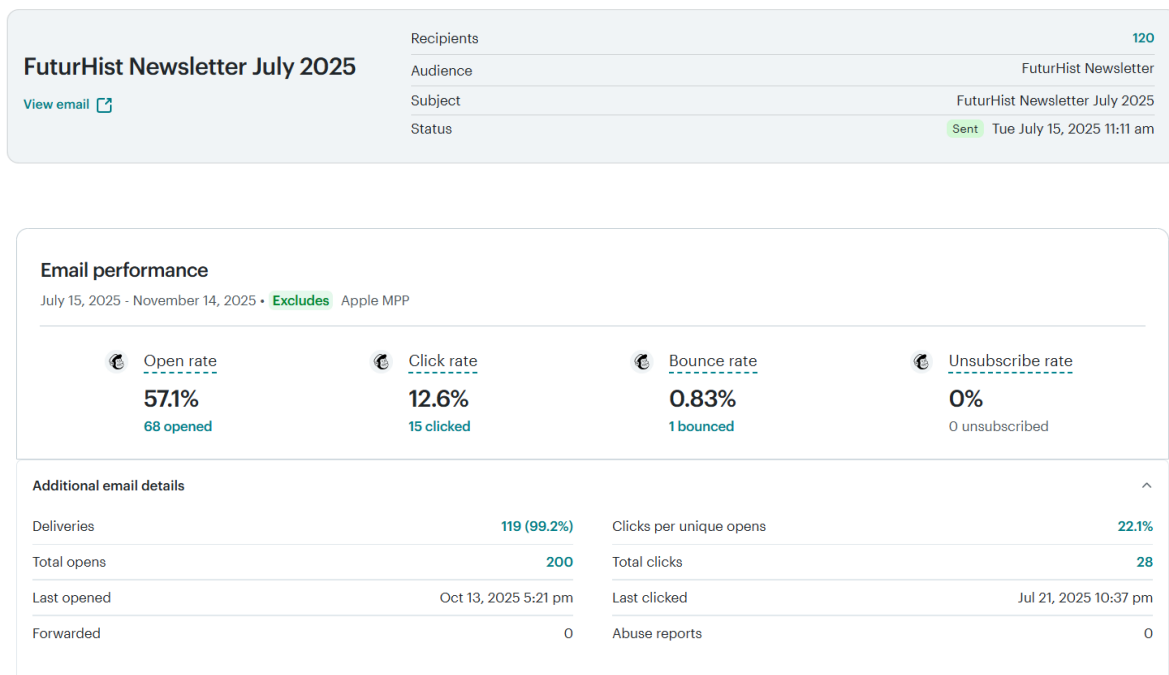 FuturHist Newsletter July 2025
View email
Recipients 120
Audience FuturHist Newsletter
Subject FuturHist Newsletter July 2025
Status Sent Tue July 15, 2025 11:11 am
Email performance
July 15, 2025 - November 14, 2025 • Excludes Apple MPP
Open rate Click rate Bounce rate Unsubscribe rate
57.1% 12.6% 0.83% 0%
68 opened 15 clicked 1 bounced 0 unsubscribed
Additional email details
Deliveries 119 (99.2%) Clicks per unique opens 22.1%
Total opens 200 Total clicks 28
Last opened Oct 13, 2025 5:21 pm Last clicked Jul 21, 2025 10:37 pm
Forwarded 0 Abuse reports 0